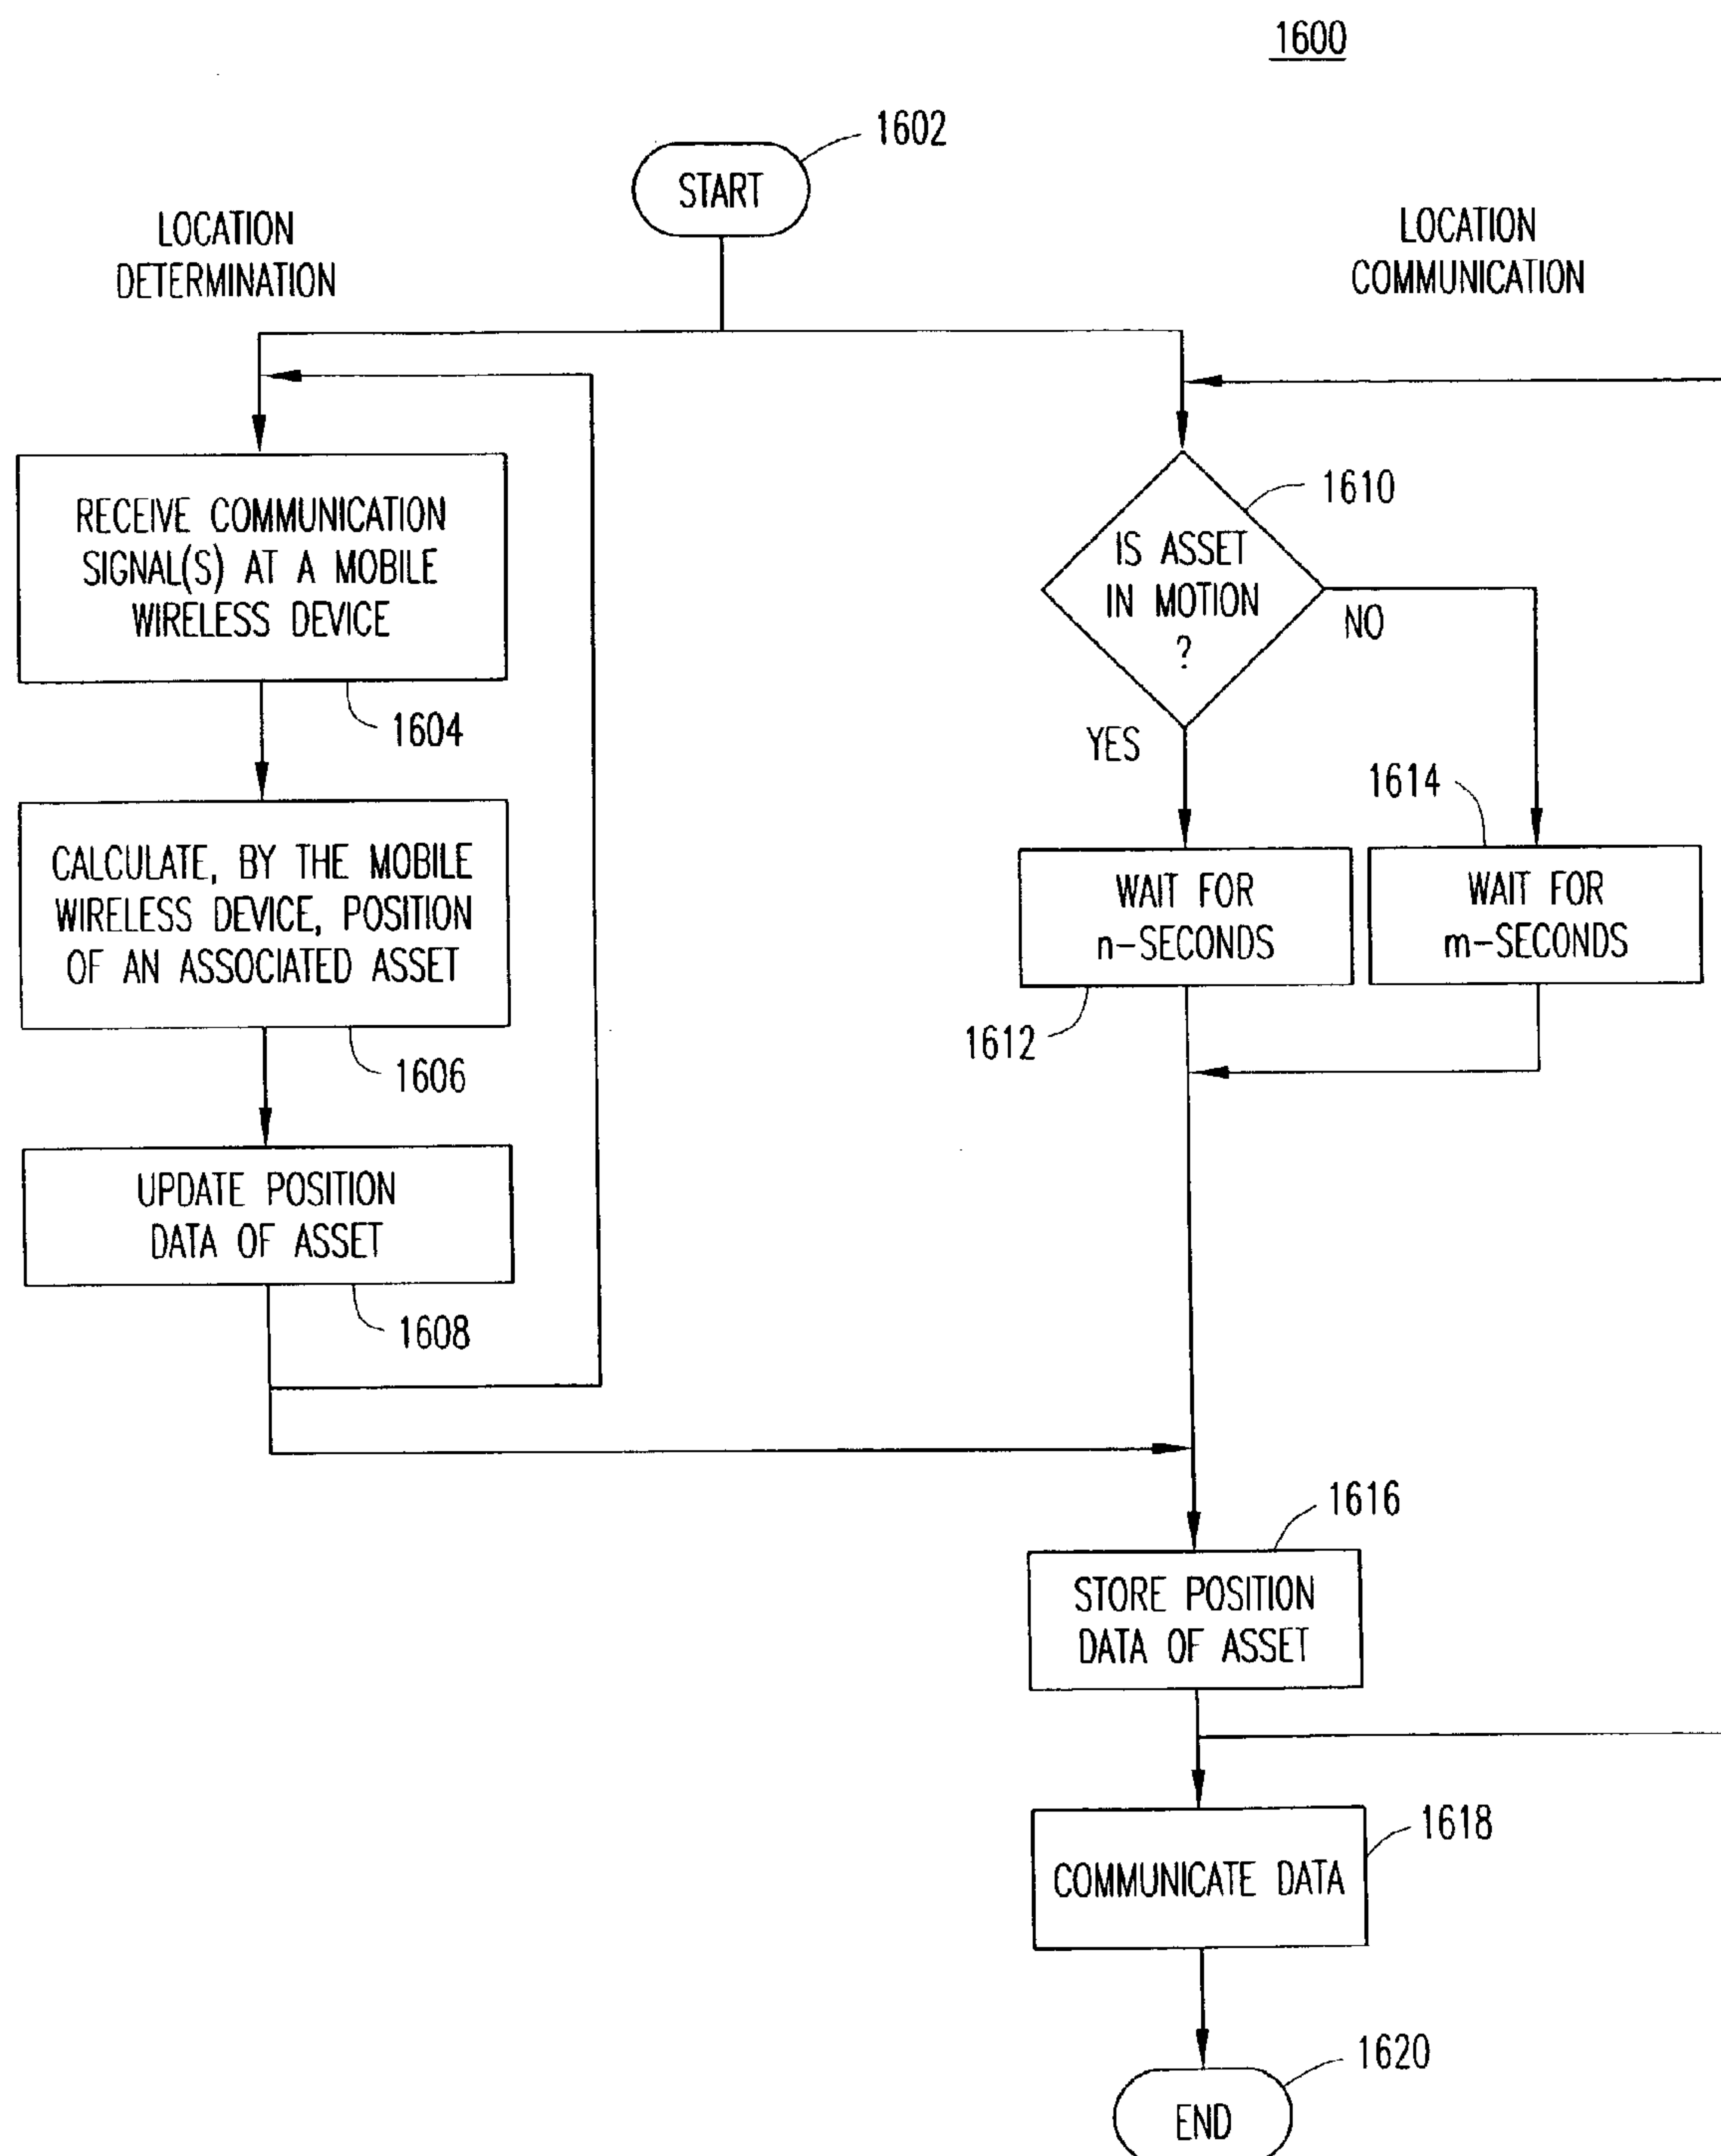 1600
1602
START
LOCATION
DETERMINATION
LOCATION
COMMUNICATION
RECEIVE COMMUNICATION
SIGNAL(S) AT A MOBILE
WIRELESS DEVICE
1604
CALCULATE, BY THE MOBILE
WIRELESS DEVICE, POSITION
OF AN ASSOCIATED ASSET
1606
UPDATE POSITION
DATA OF ASSET
1608
1610
IS ASSET
IN MOTION
?
NO
YES
1614
WAIT FOR
n-SECONDS
WAIT FOR
m-SECONDS
1612
1616
STORE POSITION
DATA OF ASSET
1618
COMMUNICATE DATA
1620
END